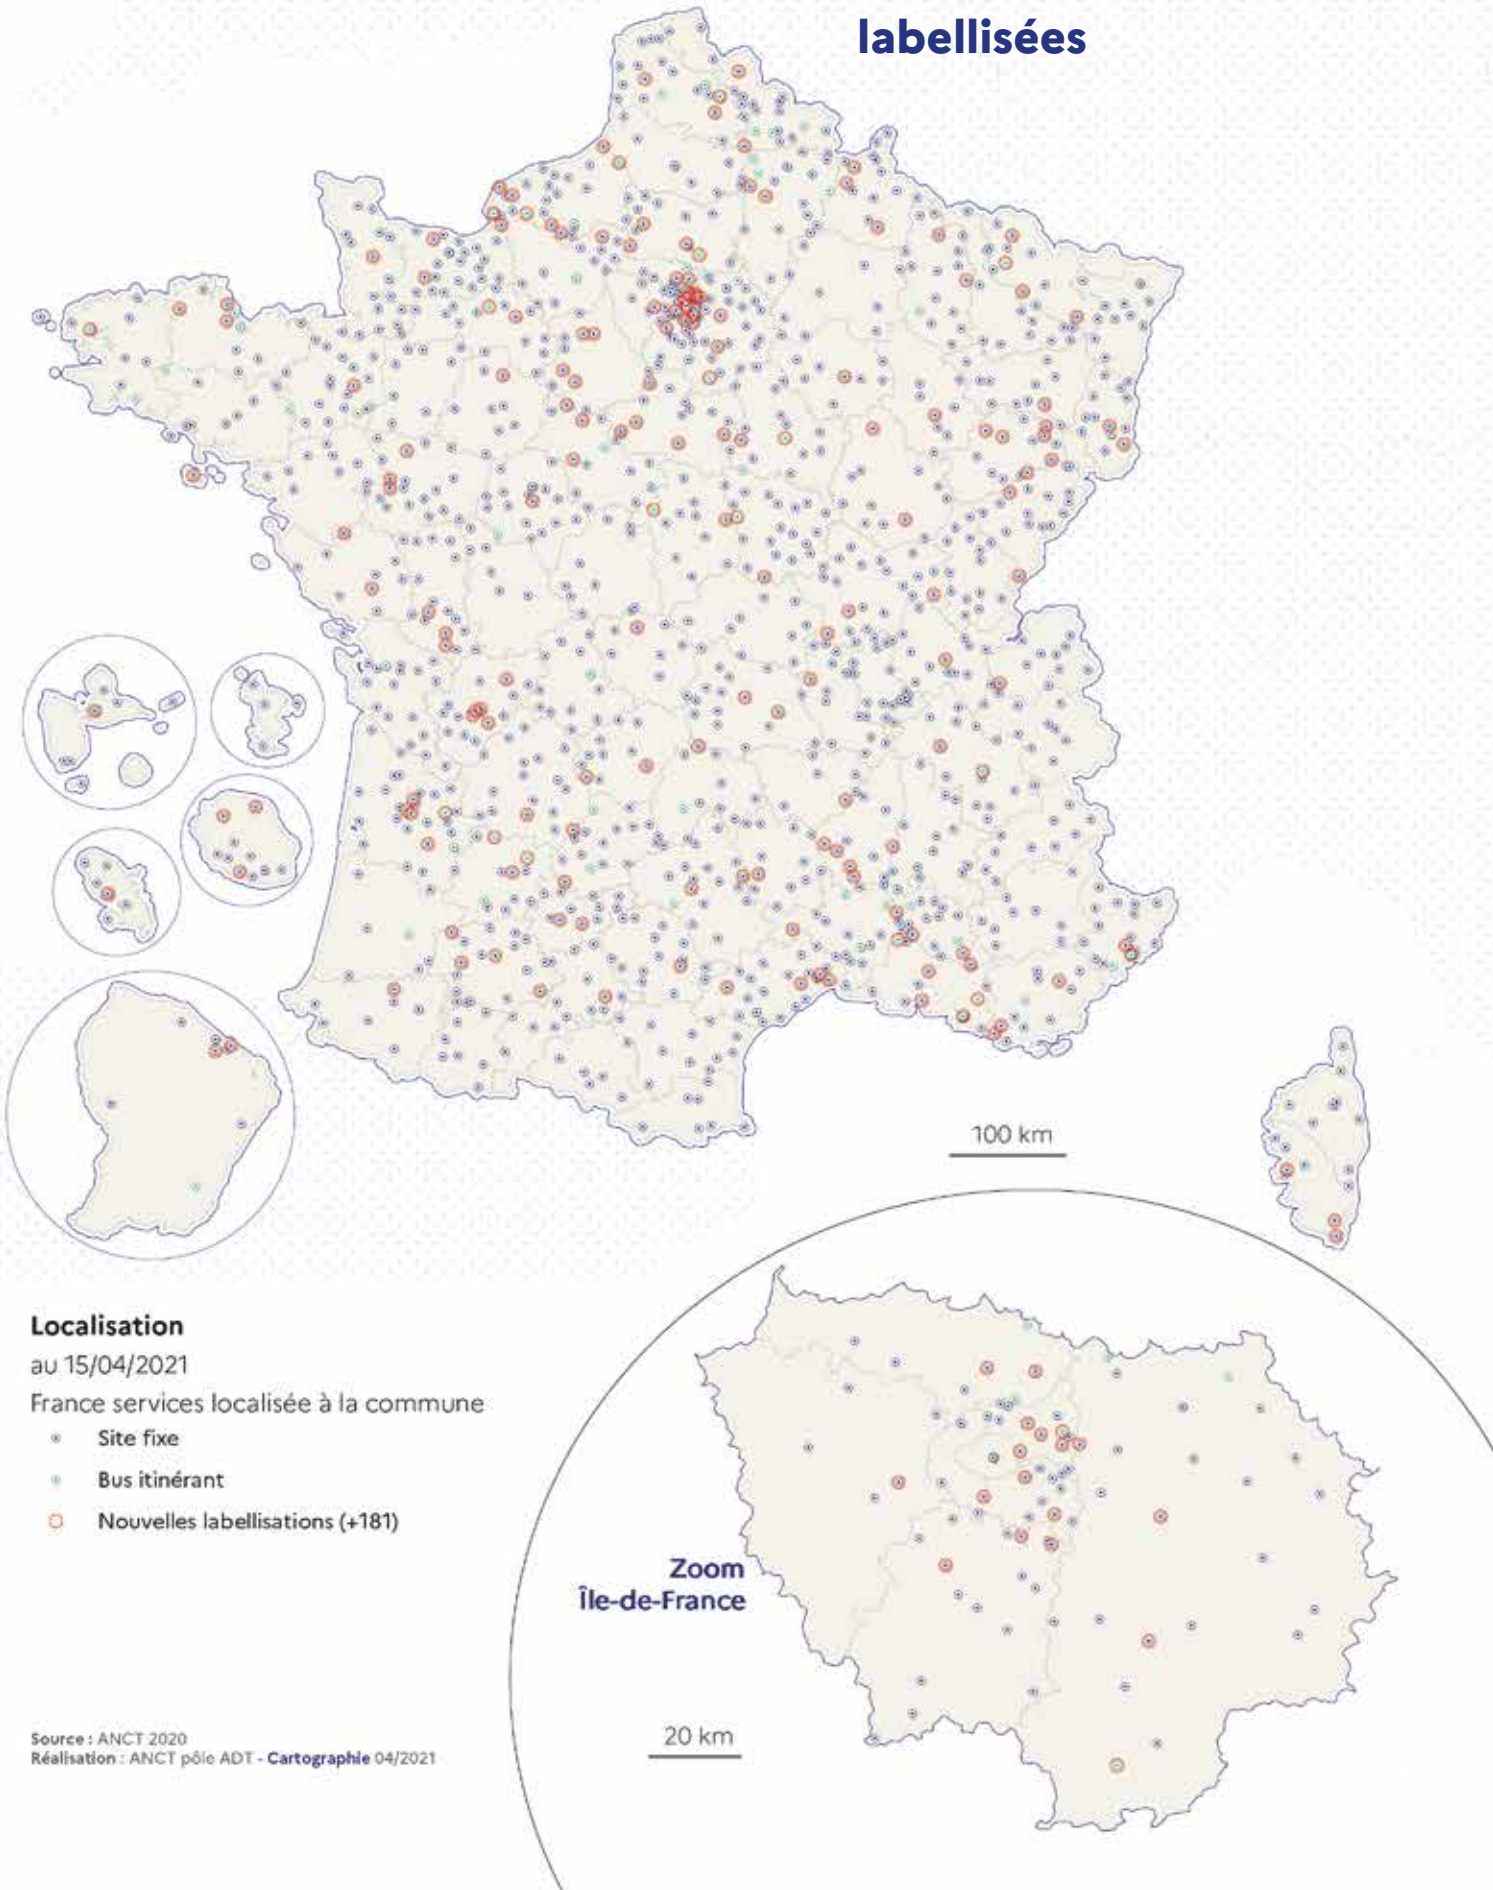 labellisées
100 km
Localisation
au 15/04/2021
France services localisée à la commune
Site fixe
Bus itinérant
Nouvelles labellisations (+181)
Zoom
Île-de-France
20 km
Source : ANCT 2020
Réalisation : ANCT pôle ADT - Cartographie 04/2021